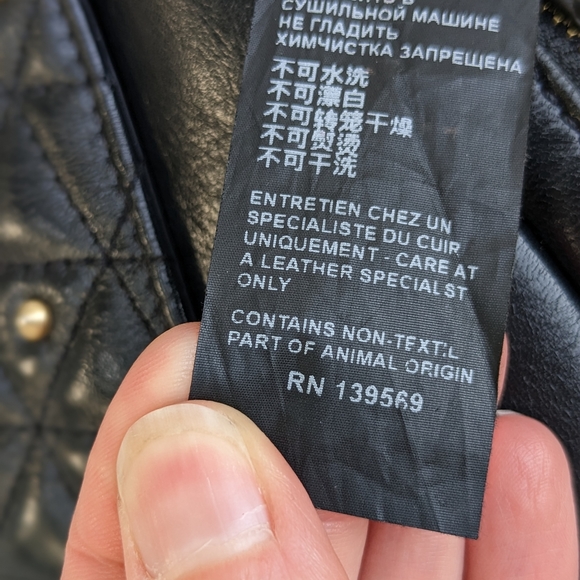 СУШИЛЬНОЙ МАШИНЕ
НЕ ГЛАДИТЬ
ХИМЧИСТКА ЗАПРЕЩЕНА
不可水洗
不可漂白
不可转笼干燥
不可熨烫
不可干洗
ENTRETIEN CHEZ UN
SPECIALISTE DU CUIR
UNIQUEMENT - CARE AT
A LEATHER SPECIALST
ONLY
CONTAINS NON-TEXT:L
PART OF ANIMAL ORIGIN
RN 139569